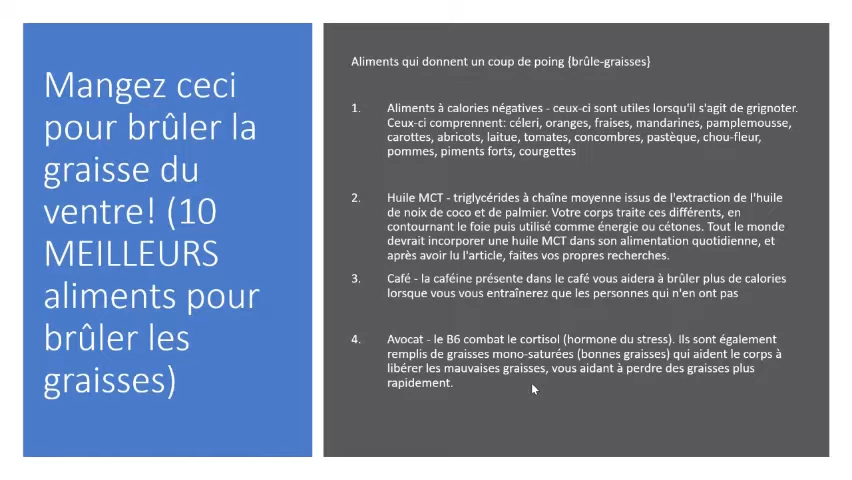 Mangez ceci
pour brûler la
graisse du
ventre! (10
MEILLEURS
aliments pour
brûler les
graisses)
Aliments qui donnent un coup de poing {brûle-graisses}
1. Aliments à calories négatives - ceux-ci sont utiles lorsqu'il s'agit de grignoter.
Ceux-ci comprennent: céleri, oranges, fraises, mandarines, pamplemousse,
carottes, abricots, laitue, tomates, concombres, pastèque, chou-fleur,
pommes, piments forts, courgettes
2. Huile MCT - triglycérides à chaîne moyenne issus de l'extraction de l'huile
de noix de coco et de palmier. Votre corps traite ces différents, en
contournant le foie puis utilisé comme énergie ou cétones. Tout le monde
devrait incorporer une huile MCT dans son alimentation quotidienne, et
après avoir lu l'article, faites vos propres recherches.
3. Café - la caféine présente dans le café vous aidera à brûler plus de calories
lorsque vous vous entraînerez que les personnes qui n'en ont pas
4. Avocat - le B6 combat le cortisol (hormone du stress). Ils sont également
remplis de graisses mono-saturées (bonnes graisses) qui aident le corps à
libérer les mauvaises graisses, vous aidant à perdre des graisses plus
rapidement.